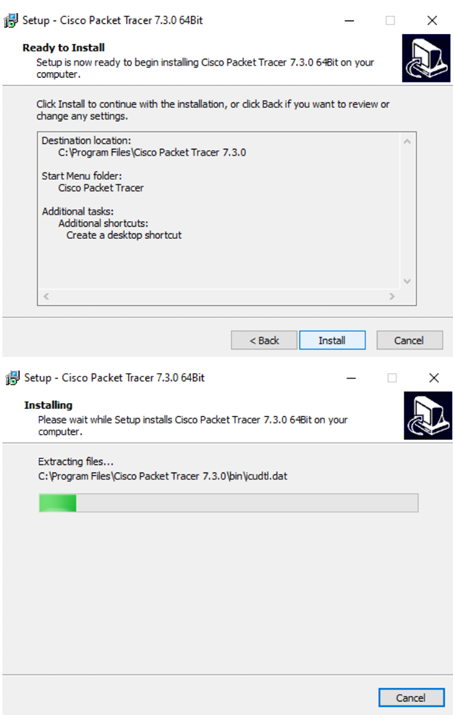 Setup - Cisco Packet Tracer 7.3.0 64Bit
Ready to Install
Setup is now ready to begin installing Cisco Packet Tracer 7.3.0 64Bit on your
computer.
Click Install to continue with the installation, or click Back if you want to review or
change any settings.
Destination location:
C:\Program Files\Cisco Packet Tracer 7.3.0
Start Menu folder:
Cisco Packet Tracer
Additional tasks:
Additional shortcuts:
Create a desktop shortcut
< Back
Install
Cancel
Setup - Cisco Packet Tracer 7.3.0 64Bit
Installing
Please wait while Setup installs Cisco Packet Tracer 7.3.0 64Bit on your
computer.
Extracting files...
C:\Program Files\Cisco Packet Tracer 7.3.0\bin\icudtl.dat
Cancel